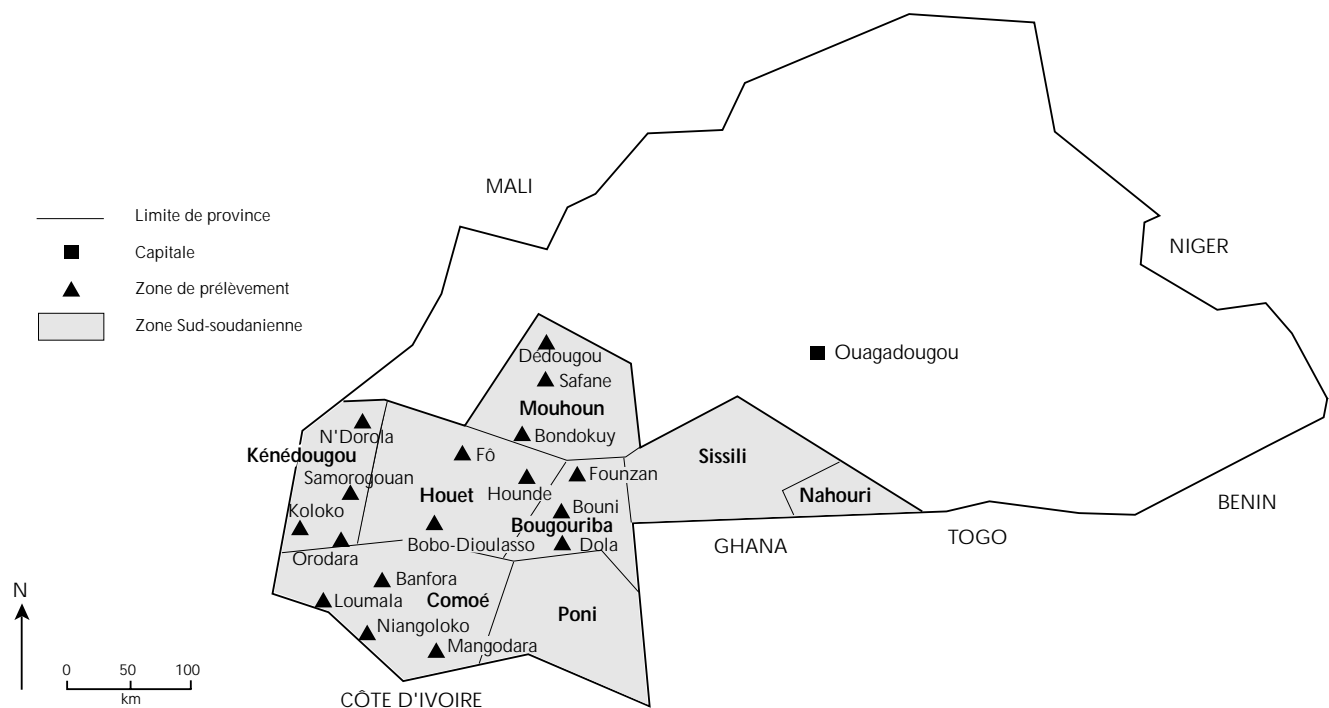 MALI
Limite de province
Capitale
Zone de prélèvement
Zone Sud-soudanienne
NIGER
BENIN
TOGO
GHANA
CÔTE D'IVOIRE
Ouagadougou
Dédougou
Safane
Mouhoun
Bondokuy
N'Dorola
Kénédougou
Samorogouan
Koloko
Orodara
Fô
Hounde
Houet
Bobo-Dioulasso
Founzan
Bouni
Bougouriba
Dola
Sissili
Nahouri
Banfora
Loumala
Comoé
Niangoloko
Mangodara
Poni
N
0 50 100
km